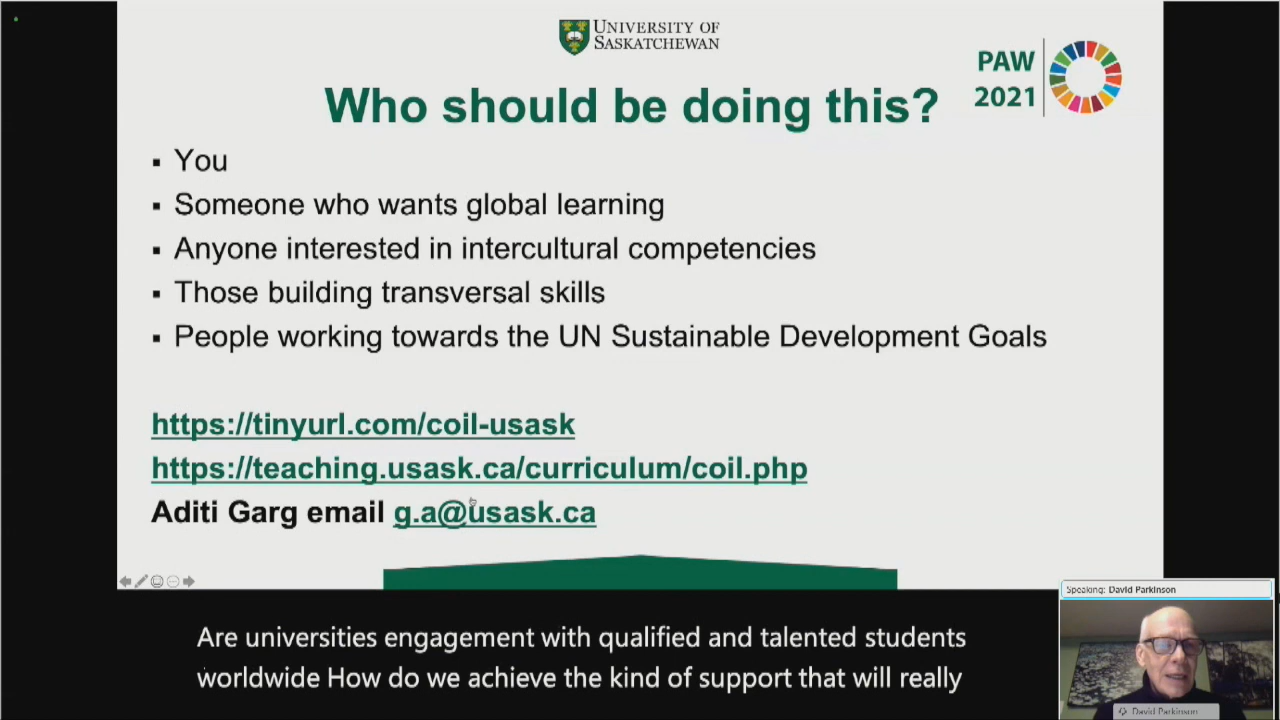 UNIVERSITY OF
SASKATCHEWAN
PAW
2021
Who should be doing this?
▪ You
▪ Someone who wants global learning
▪ Anyone interested in intercultural competencies
▪ Those building transversal skills
▪ People working towards the UN Sustainable Development Goals
https://tinyurl.com/coil-usask
https://teaching.usask.ca/curriculum/coil.php
Aditi Garg email g.a@usask.ca
Speaking: David Parkinson
Are universities engagement with qualified and talented students
worldwide How do we achieve the kind of support that will really
David Parkinson